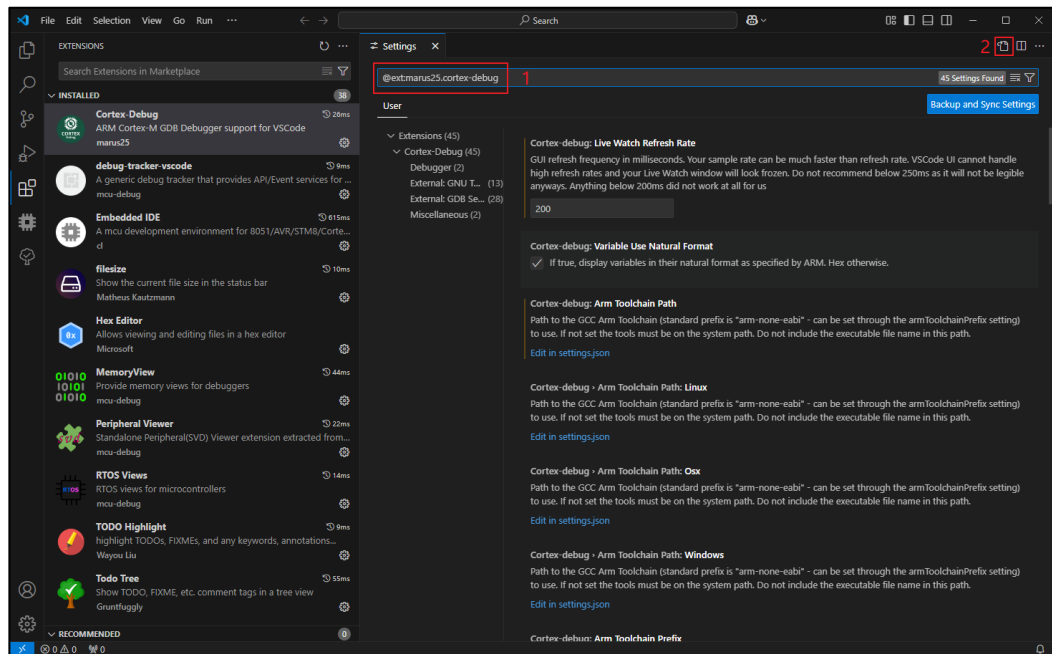 File Edit Selection View Go Run ···
Search
EXTENSIONS
Search Extensions in Marketplace
INSTALLED
38
Cortex-Debug
26ms
ARM Cortex-M GDB Debugger support for VSCode
marus25
debug-tracker-vscode
9ms
A generic debug tracker that provides API/Event services for ...
mcu-debug
Embedded IDE
615ms
A mcu development environment for 8051/AVR/STM8/Corte...
cl
filesize
10ms
Show the current file size in the status bar
Matheus Kautzmann
Hex Editor
Allows viewing and editing files in a hex editor
Microsoft
MemoryView
44ms
Provide memory views for debuggers
mcu-debug
Peripheral Viewer
22ms
Standalone Peripheral(SVD) Viewer extension extracted from...
mcu-debug
RTOS Views
14ms
RTOS views for microcontrollers
mcu-debug
TODO Highlight
9ms
highlight TODOs, FIXMEs, and any keywords, annotations...
Wayou Liu
Todo Tree
55ms
Show TODO, FIXME, etc. comment tags in a tree view
Gruntfuggly
RECOMMENDED
0
0 0 0
Settings
2
@ext:marus25.cortex-debug
1
45 Settings Found
User
Backup and Sync Settings
Extensions (45)
Cortex-Debug (45)
Debugger (2)
External: GNU T... (13)
External: GDB Se... (28)
Miscellaneous (2)
Cortex-debug: Live Watch Refresh Rate
GUI refresh frequency in milliseconds. Your sample rate can be much faster than refresh rate. VSCode UI cannot handle
high refresh rates and your Live Watch window will look frozen. Do not recommend below 250ms as it will not be legible
anyways. Anything below 200ms did not work at all for us
200
Cortex-debug: Variable Use Natural Format
If true, display variables in their natural format as specified by ARM. Hex otherwise.
Cortex-debug: Arm Toolchain Path
Path to the GCC Arm Toolchain (standard prefix is "arm-none-eabi" - can be set through the armToolchainPrefix setting)
to use. If not set the tools must be on the system path. Do not include the executable file name in this path.
Edit in settings.json
Cortex-debug › Arm Toolchain Path: Linux
Path to the GCC Arm Toolchain (standard prefix is "arm-none-eabi" - can be set through the armToolchainPrefix setting)
to use. If not set the tools must be on the system path. Do not include the executable file name in this path.
Edit in settings.json
Cortex-debug › Arm Toolchain Path: Osx
Path to the GCC Arm Toolchain (standard prefix is "arm-none-eabi" - can be set through the armToolchainPrefix setting)
to use. If not set the tools must be on the system path. Do not include the executable file name in this path.
Edit in settings.json
Cortex-debug › Arm Toolchain Path: Windows
Path to the GCC Arm Toolchain (standard prefix is "arm-none-eabi" - can be set through the armToolchainPrefix setting)
to use. If not set the tools must be on the system path. Do not include the executable file name in this path.
Edit in settings.json
Cortex-debug: Arm Toolchain Prefix